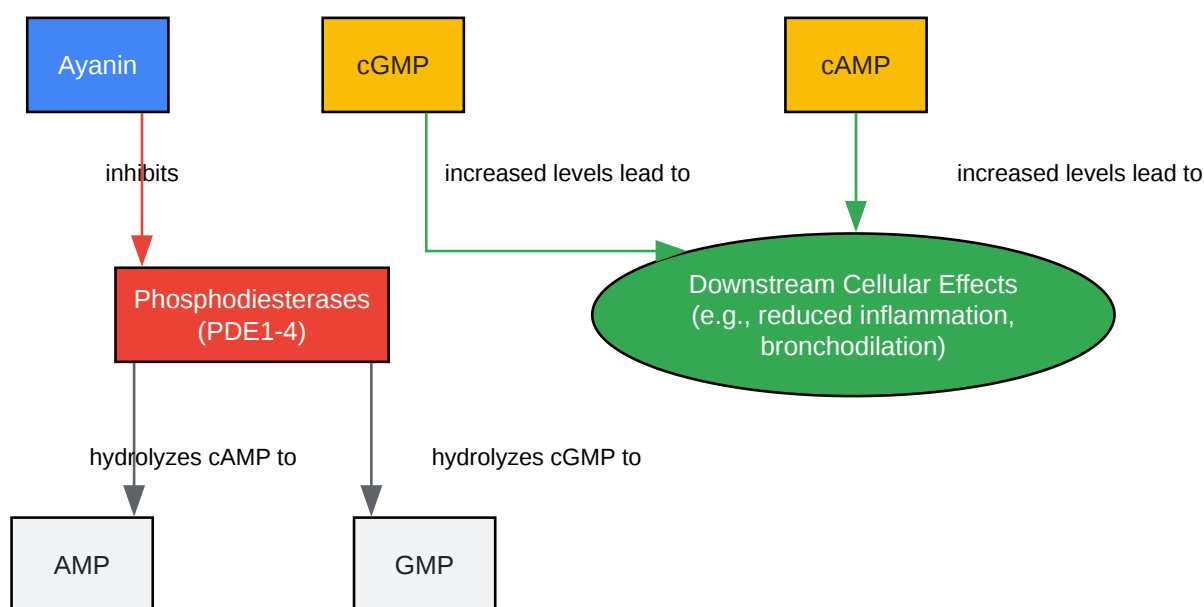 Ayanin
cGMP
cAMP
inhibits
increased levels lead to
increased levels lead to
Phosphodiesterases
(PDE1-4)
Downstream Cellular Effects
(e.g., reduced inflammation,
bronchodilation)
hydrolyzes cAMP to
hydrolyzes cGMP to
AMP
GMP